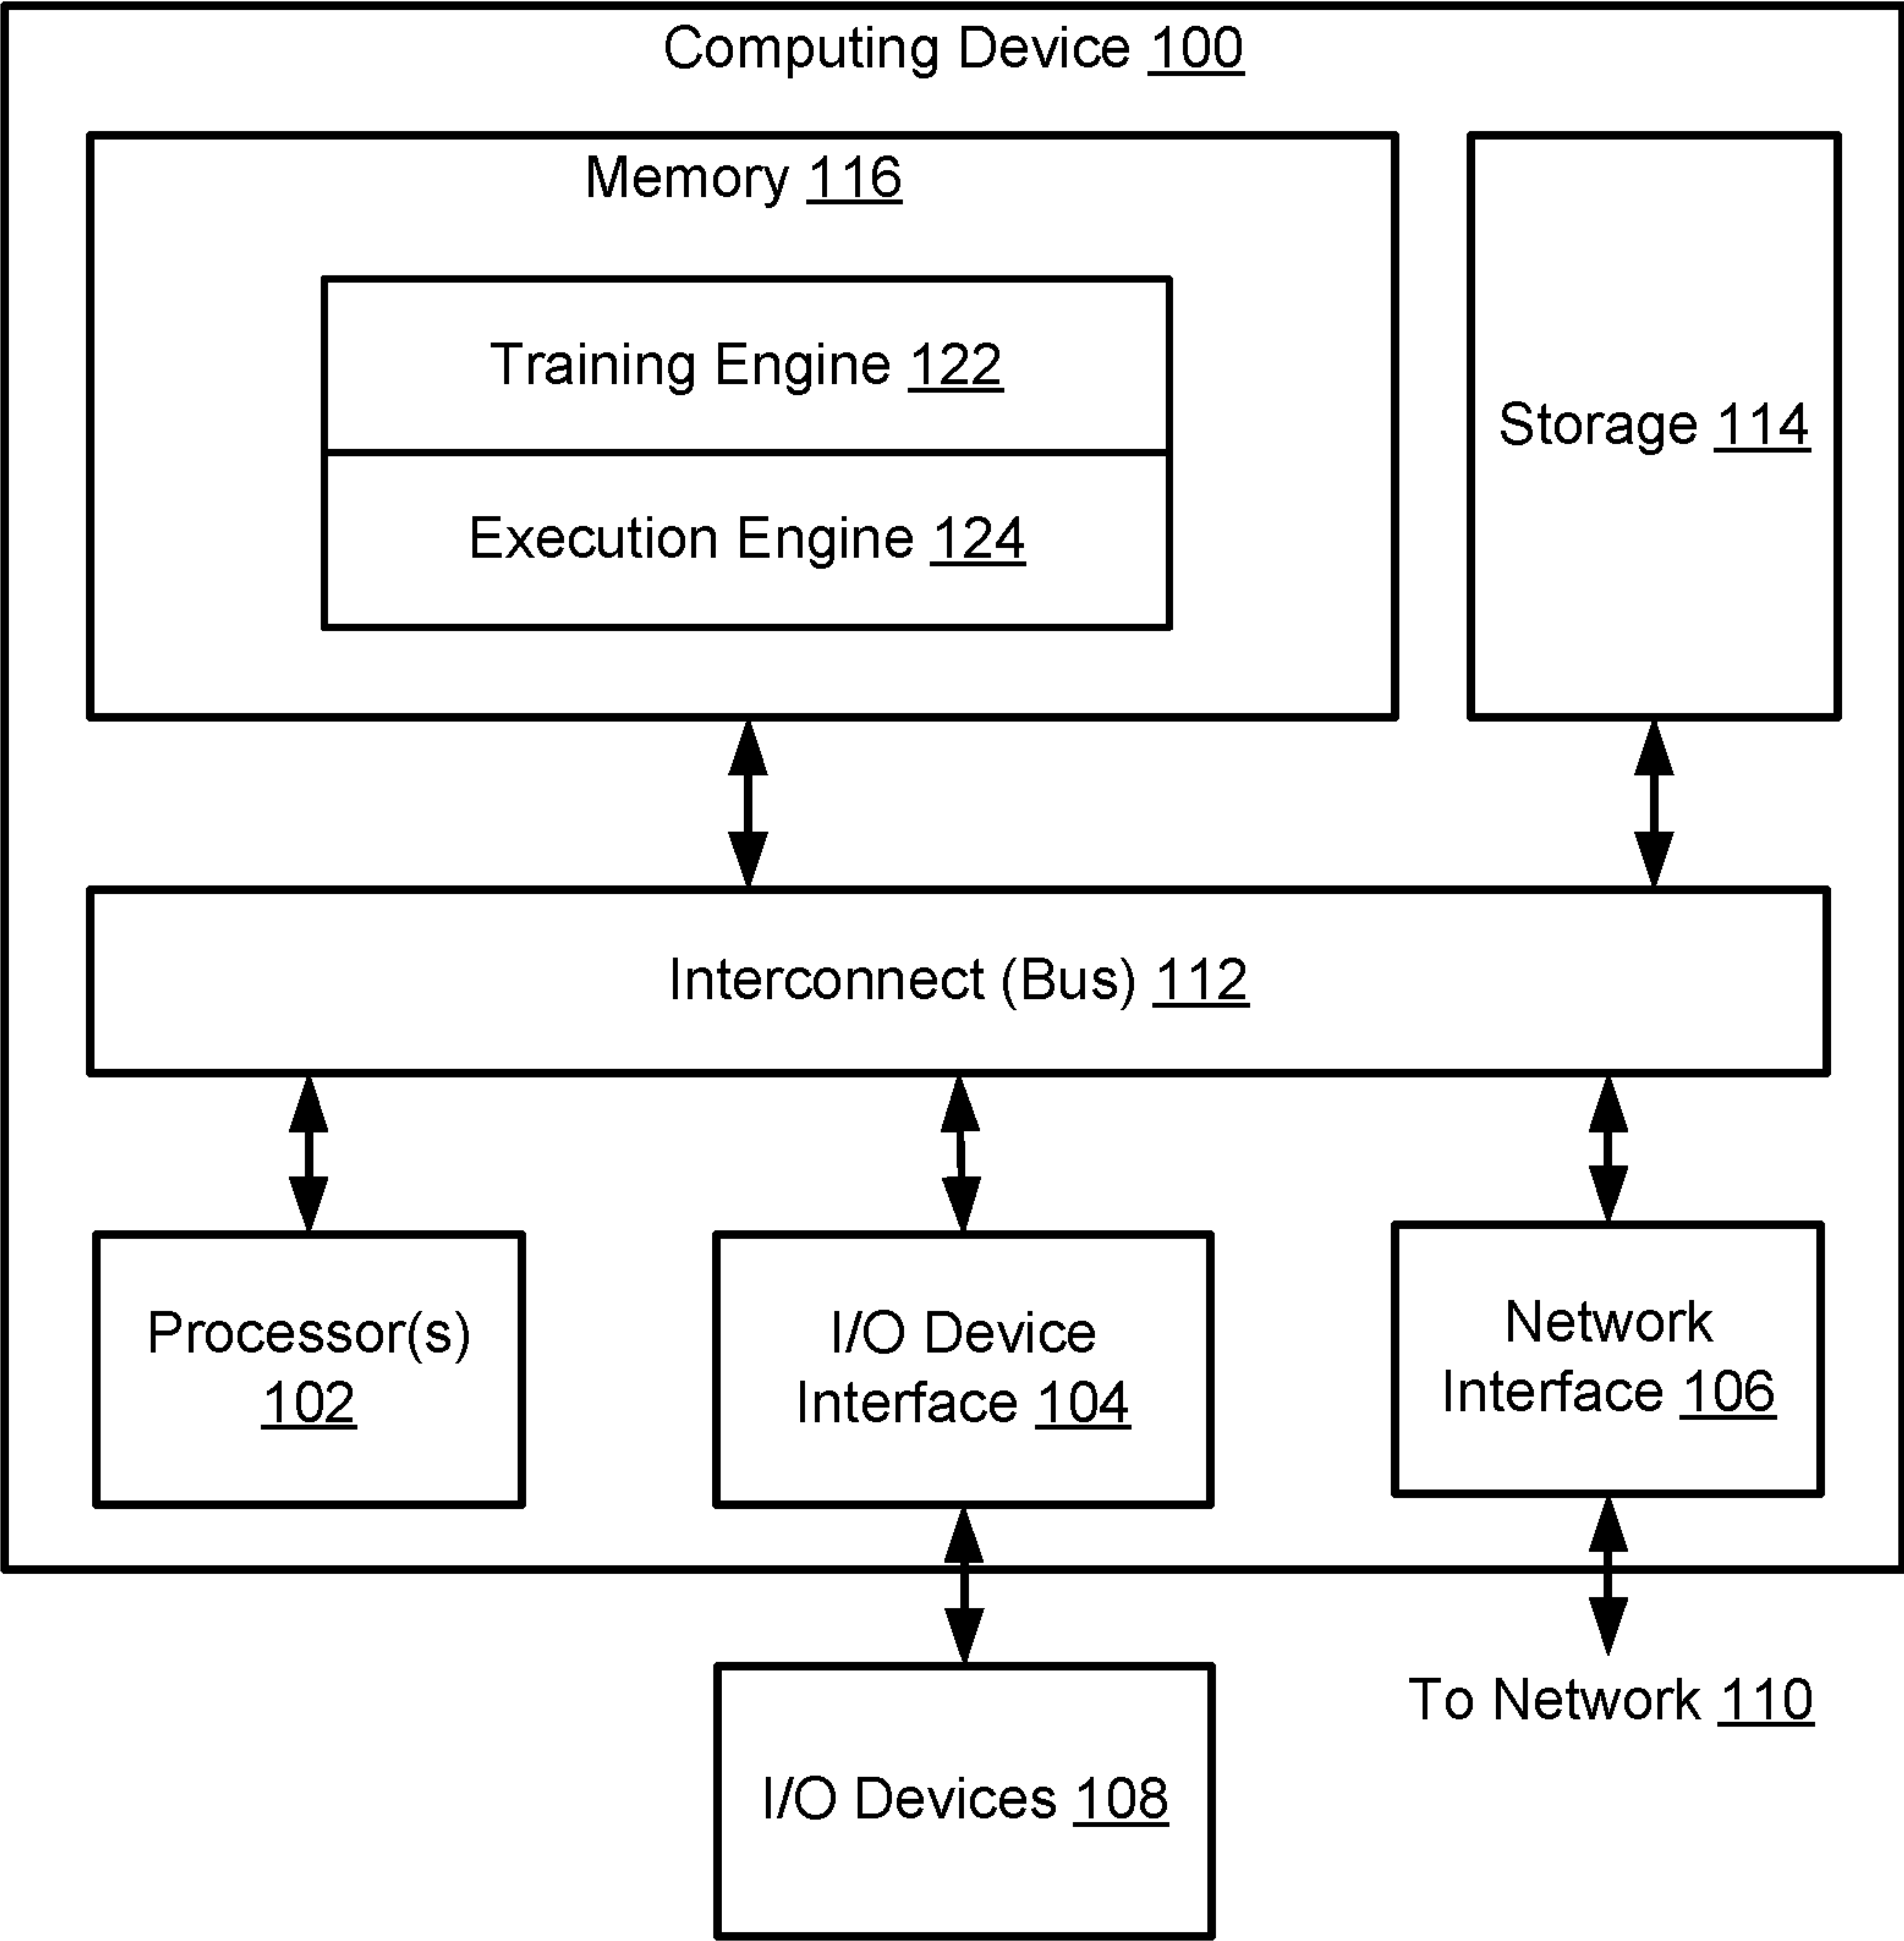 Computing Device 100
Memory 116
Training Engine 122
Execution Engine 124
Storage 114
Interconnect (Bus) 112
Processor(s)
102
I/O Device
Interface 104
Network
Interface 106
I/O Devices 108
To Network 110